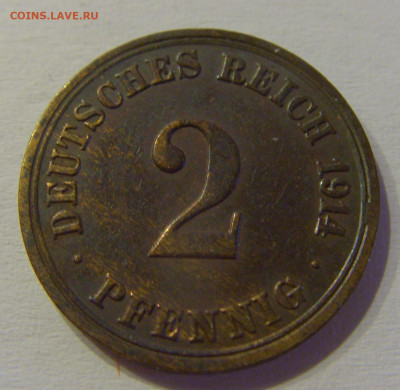 COINS.LAVE.RU
DEUTSCHES REICH 1914
2
· PFENNIG ·